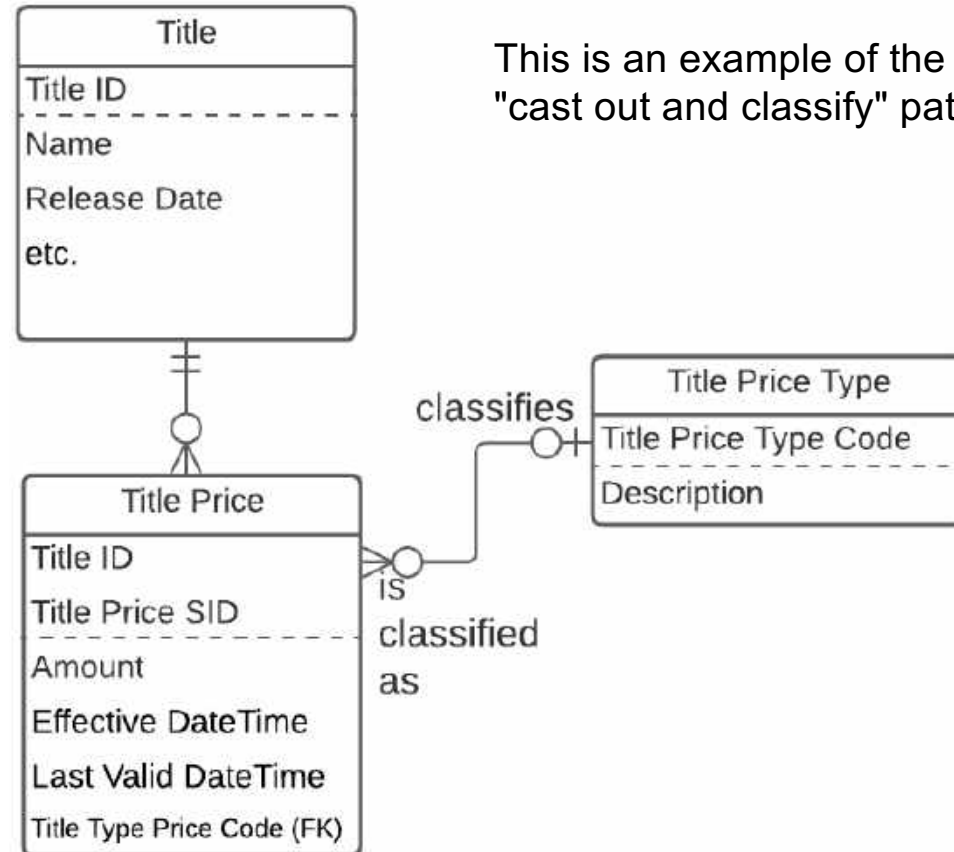 Title
Title ID
Name
Release Date
etc.
This is an example of the
"cast out and classify"
classifies
Title Price Type
Title Price Type Code
Description
Title Price
Title ID
Title Price SID
Amount
Effective DateTime
Last Valid DateTime
Title Type Price Code (FK)
is
classified
as